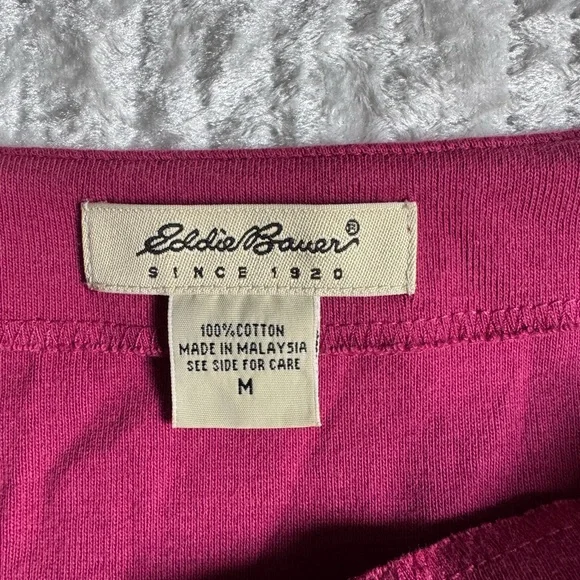 Eddie Bauer®
SINCE 1920
100% COTTON
MADE IN MALAYSIA
SEE SIDE FOR CARE
M